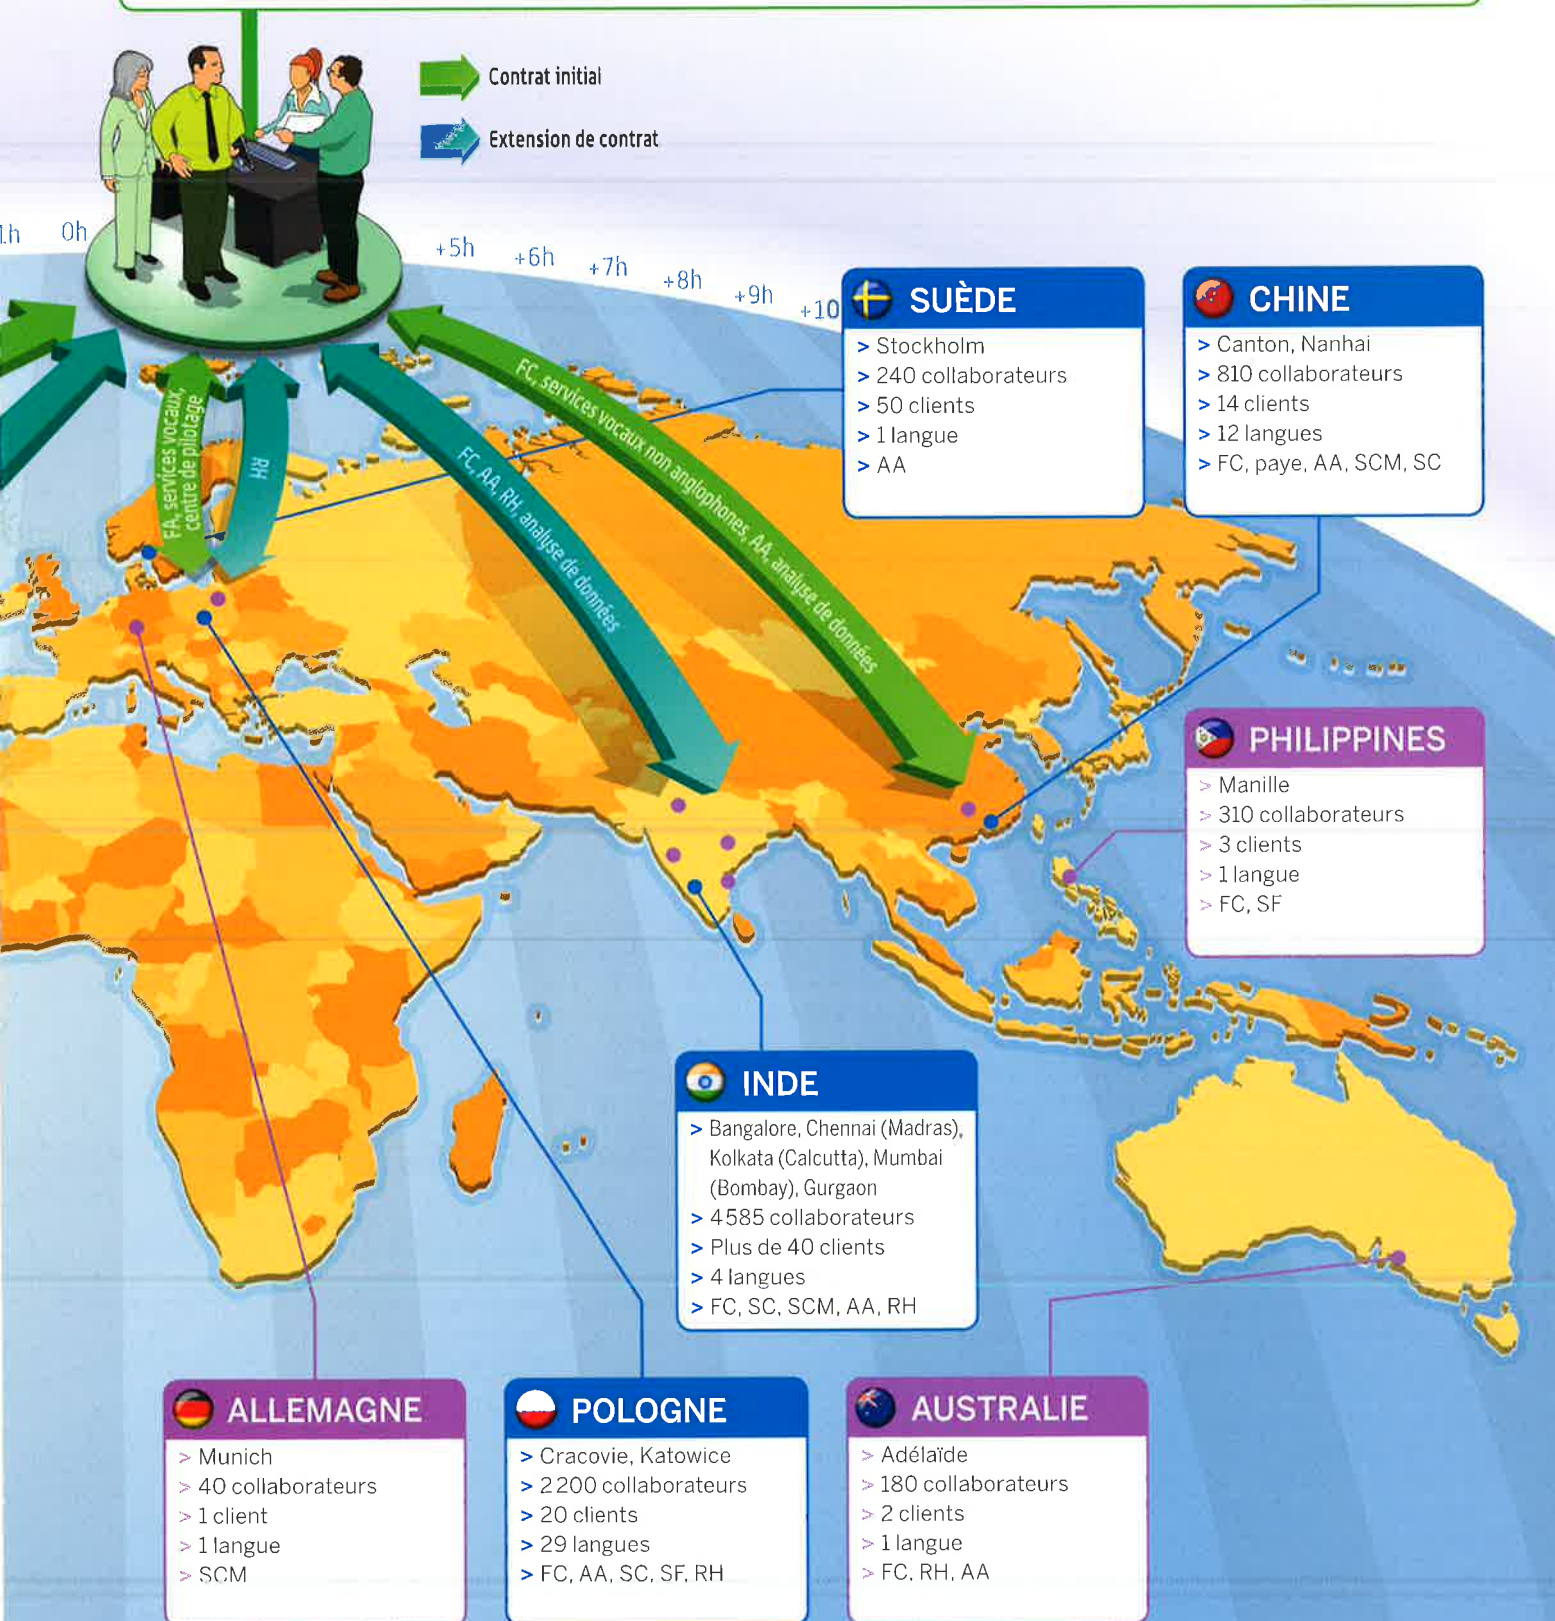 Contrat initial
Extension de contrat
0h
+5h
+6h
+7h
+8h
+9h
+10
FA, services vocaux,
centre de pilotage
RH
FC, AA, RH, analyse de données
FC, services vocaux non anglophones, AA, analyse de données
SUÈDE
> Stockholm
> 240 collaborateurs
> 50 clients
> 1 langue
> AA
CHINE
> Canton, Nanhai
> 810 collaborateurs
> 14 clients
> 12 langues
> FC, paye, AA, SCM, SC
PHILIPPINES
> Manille
> 310 collaborateurs
> 3 clients
> 1 langue
> FC, SF
INDE
> Bangalore, Chennai (Madras),
Kolkata (Calcutta), Mumbai
(Bombay), Gurgaon
> 4585 collaborateurs
> Plus de 40 clients
> 4 langues
> FC, SC, SCM, AA, RH
ALLEMAGNE
> Munich
> 40 collaborateurs
> 1 client
> 1 langue
> SCM
POLOGNE
> Cracovie, Katowice
> 2200 collaborateurs
> 20 clients
> 29 langues
> FC, AA, SC, SF, RH
AUSTRALIE
> Adélaïde
> 180 collaborateurs
> 2 clients
> 1 langue
> FC, RH, AA